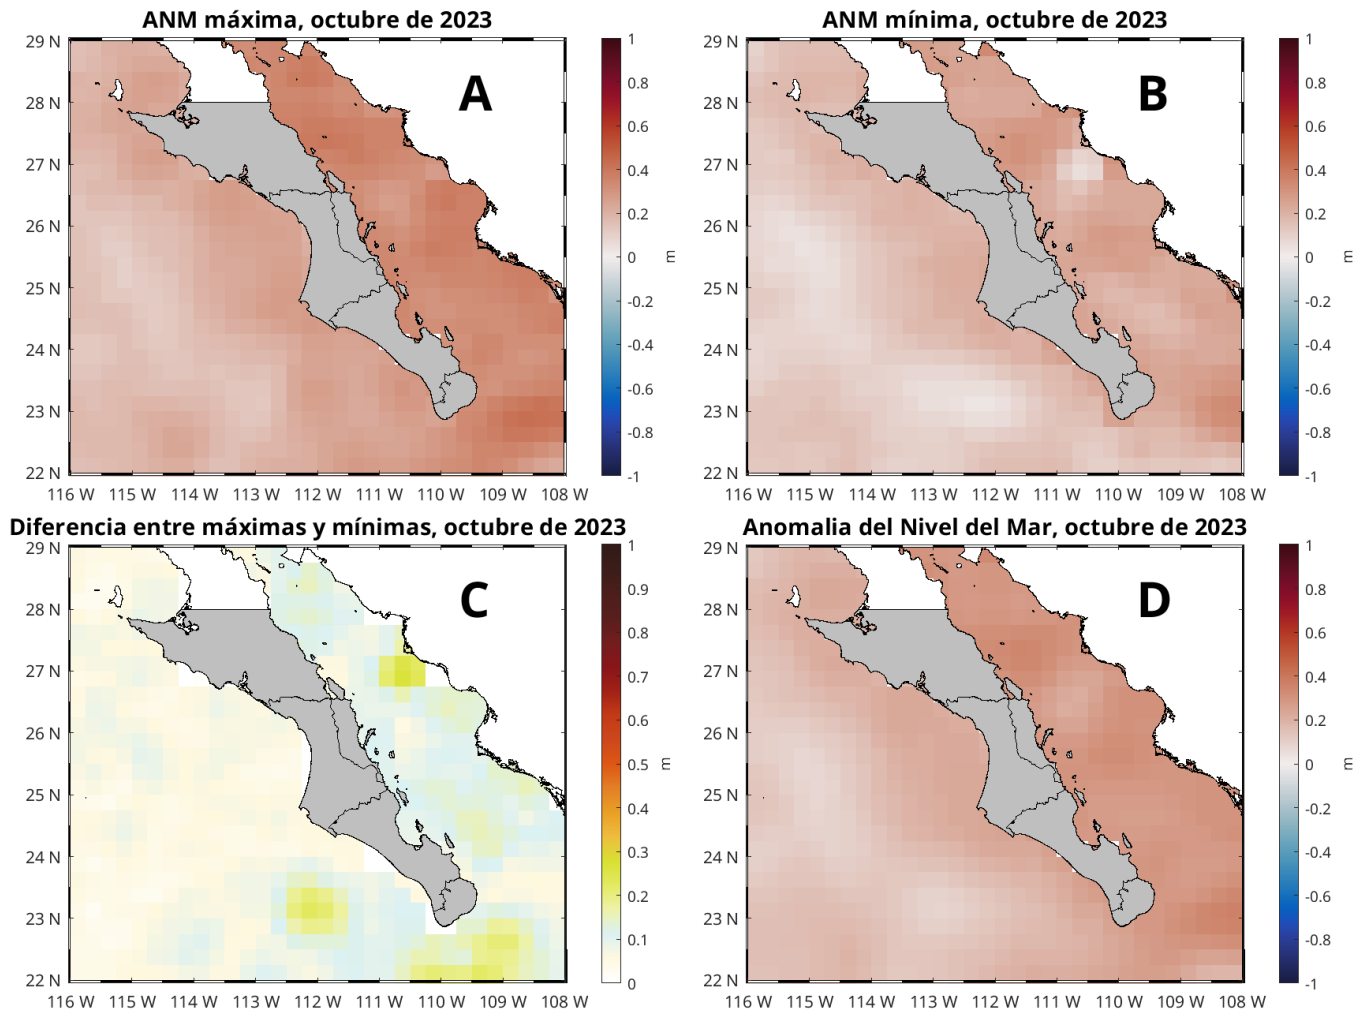 ANM máxima, octubre de 2023
A
29 N
28 N
27 N
26 N
25 N
24 N
23 N
22 N
116 W 115 W 114 W 113 W 112 W 111 W 110 W 109 W 108 W
1
0.8
0.6
0.4
0.2
0
-0.2
-0.4
-0.6
-0.8
-1
m
ANM mínima, octubre de 2023
B
29 N
28 N
27 N
26 N
25 N
24 N
23 N
22 N
116 W 115 W 114 W 113 W 112 W 111 W 110 W 109 W 108 W
1
0.8
0.6
0.4
0.2
0
-0.2
-0.4
-0.6
-0.8
-1
m
Diferencia entre máximas y mínimas, octubre de 2023
C
29 N
28 N
27 N
26 N
25 N
24 N
23 N
22 N
116 W 115 W 114 W 113 W 112 W 111 W 110 W 109 W 108 W
1
0.9
0.8
0.7
0.6
0.5
0.4
0.3
0.2
0.1
0
m
Anomalia del Nivel del Mar, octubre de 2023
D
29 N
28 N
27 N
26 N
25 N
24 N
23 N
22 N
116 W 115 W 114 W 113 W 112 W 111 W 110 W 109 W 108 W
1
0.8
0.6
0.4
0.2
0
-0.2
-0.4
-0.6
-0.8
-1
m